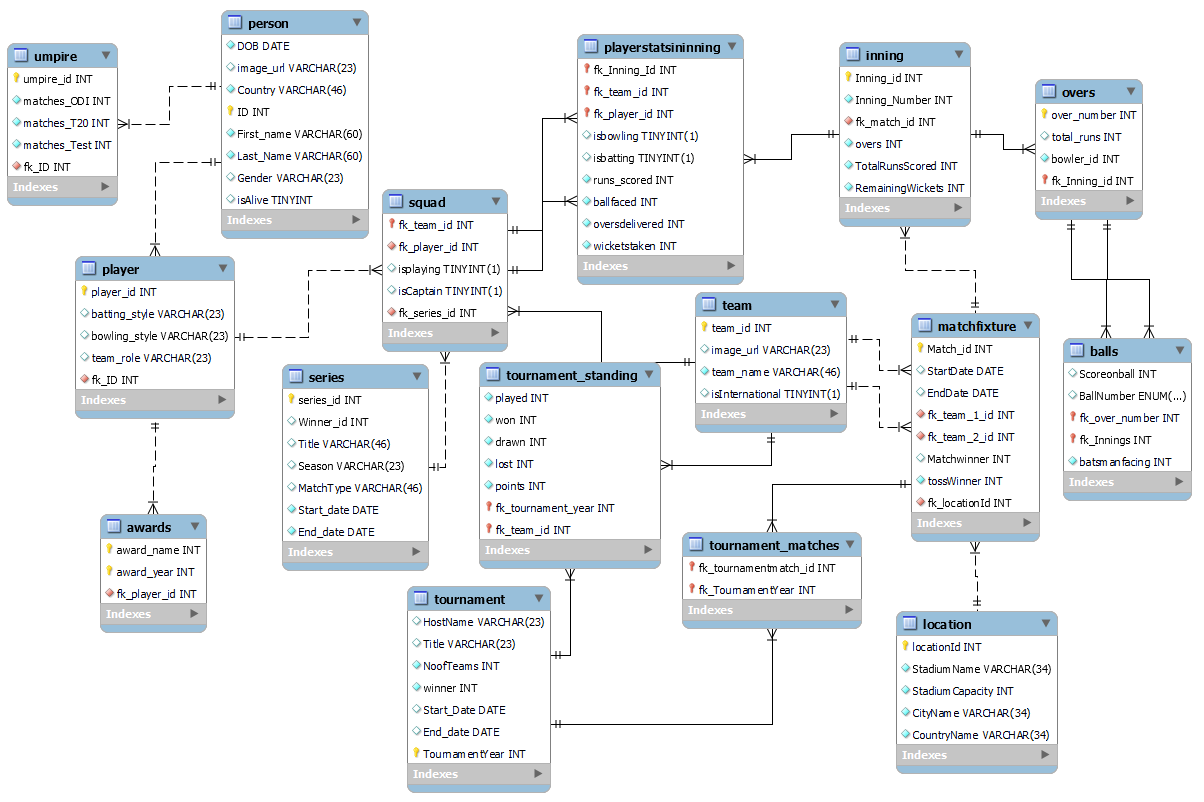 umpire
umpire_id INT
matches_ODI INT
matches_T20 INT
matches_Test INT
fk_ID INT
Indexes
person
DOB DATE
image_url VARCHAR(23)
Country VARCHAR(46)
ID INT
First_name VARCHAR(60)
Last_Name VARCHAR(60)
Gender VARCHAR(23)
isAlive TINYINT
Indexes
playerstatsininning
fk_Inning_Id INT
fk_team_id INT
fk_player_id INT
isbowling TINYINT(1)
isbatting TINYINT(1)
runs_scored INT
ballfaced INT
oversdelivered INT
wicketstaken INT
Indexes
inning
Inning_id INT
Inning_Number INT
fk_match_id INT
overs INT
TotalRunsScored INT
RemainingWickets INT
Indexes
overs
over_number INT
total_runs INT
bowler_id INT
fk_Inning_id INT
Indexes
squad
fk_team_id INT
fk_player_id INT
isplaying TINYINT(1)
isCaptain TINYINT(1)
fk_series_id INT
Indexes
player
player_id INT
batting_style VARCHAR(23)
bowling_style VARCHAR(23)
team_role VARCHAR(23)
fk_ID INT
Indexes
team
team_id INT
image_url VARCHAR(23)
team_name VARCHAR(46)
isInternational TINYINT(1)
Indexes
matchfixture
Match_id INT
StartDate DATE
EndDate DATE
fk_team_1_id INT
fk_team_2_id INT
Matchwinner INT
tossWinner INT
fk_locationId INT
Indexes
balls
Scoreonball INT
BallNumber ENUM(...)
fk_over_number INT
fk_Innings INT
batsmanfacing INT
Indexes
series
series_id INT
Winner_id INT
Title VARCHAR(46)
Season VARCHAR(23)
MatchType VARCHAR(46)
Start_date DATE
End_date DATE
Indexes
tournament_standing
played INT
won INT
drawn INT
lost INT
points INT
fk_tournament_year INT
fk_team_id INT
Indexes
awards
award_name INT
award_year INT
fk_player_id INT
Indexes
tournament_matches
fk_tournamentmatch_id INT
fk_TournamentYear INT
Indexes
tournament
HostName VARCHAR(23)
Title VARCHAR(23)
NoofTeams INT
winner INT
Start_Date DATE
End_date DATE
TournamentYear INT
Indexes
location
locationId INT
StadiumName VARCHAR(34)
StadiumCapacity INT
CityName VARCHAR(34)
CountryName VARCHAR(34)
Indexes